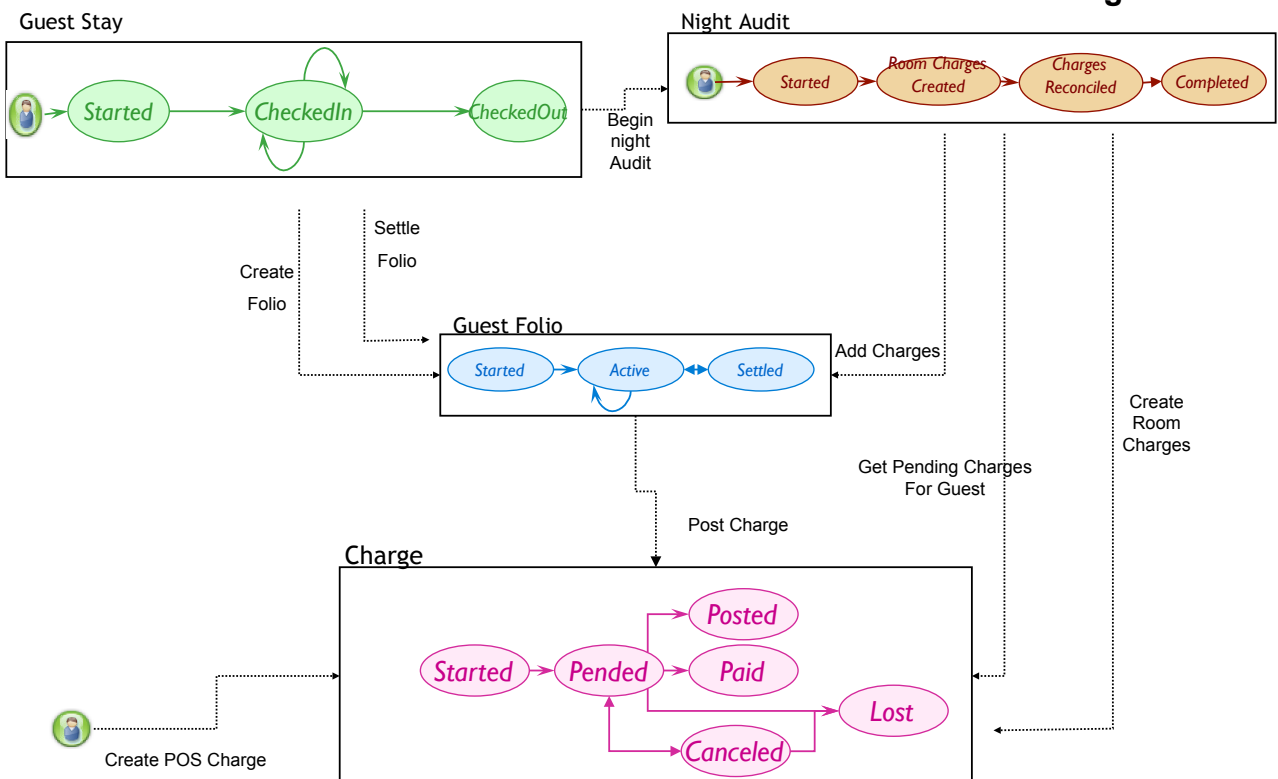 Guest Stay
Night Audit
Started
CheckedIn
CheckedOut
Begin
night
Audit
Started
Room Charges
Created
Charges
Reconciled
Completed
Settle
Folio
Create
Folio
Guest Folio
Started
Active
Settled
Add Charges
Create
Room
Charges
Get Pending Charges
For Guest
Post Charge
Charge
Posted
Started
Pended
Paid
Lost
Canceled
Create POS Charge